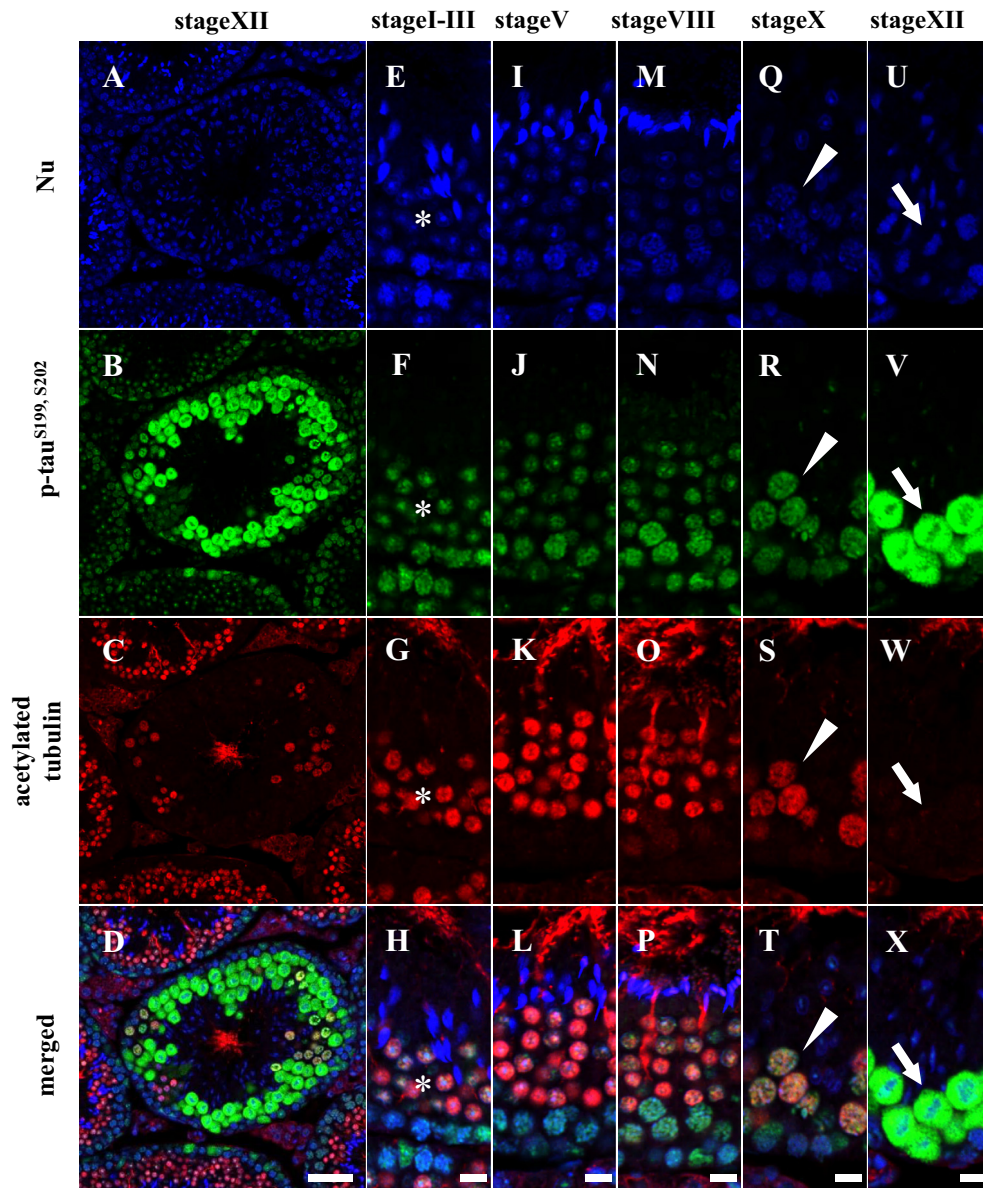 stageXII stageI-III stageV stageVIII stageX stageXII
Nu
A E I M Q U
*
p-tau^S199, S202
B F J N R V
*
acetylated
tubulin
C G K O S W
*
merged
D H L P T X
*